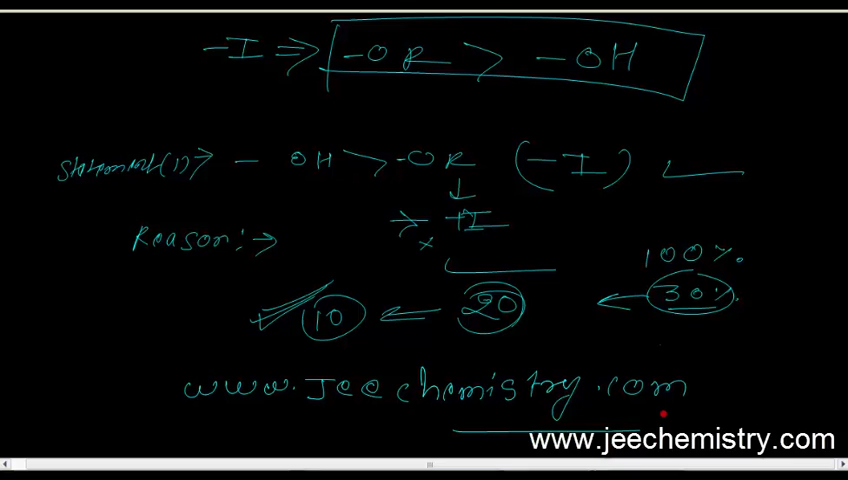 -I ⇒ -OR > -OH
Statement(1) → - OH > -OR (-I)
↓
+I
Reason:→
100%.
10 ← 20 ← 30%.
www.Jeechemistry.com
www.jeechemistry.com